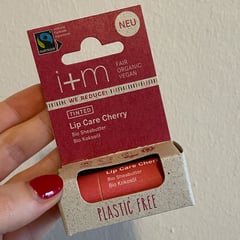 FAIRTRADE
NEU
i+m
FAIR
ORGANIC
VEGAN
WE REDUCE!
TINTED
Lip Care Cherry
Bio Sheabutter
Bio Kokosöl
Lip Care Cherry
Bio Sheabutter
Bio Kokosöl
PLASTIC FREE